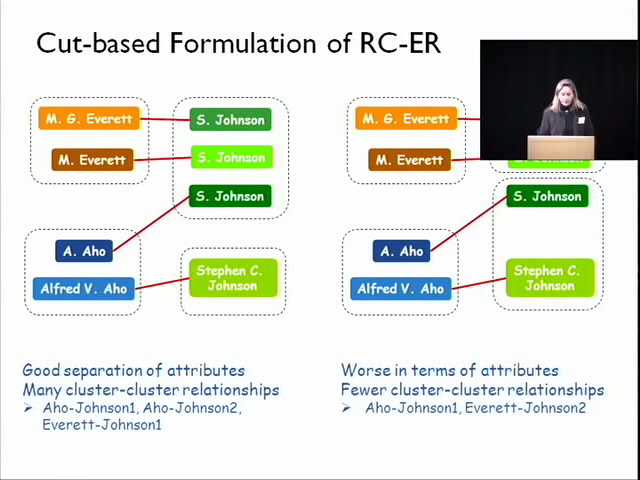 Cut-based Formulation of RC-ER
M. G. Everett
S. Johnson
M. Everett
S. Johnson
S. Johnson
A. Aho
Alfred V. Aho
Stephen C.
Johnson
Good separation of attributes
Many cluster-cluster relationships
➢ Aho-Johnson1, Aho-Johnson2,
Everett-Johnson1
M. G. Everett
M. Everett
S. Johnson
A. Aho
Alfred V. Aho
Stephen C.
Johnson
Worse in terms of attributes
Fewer cluster-cluster relationships
➢ Aho-Johnson1, Everett-Johnson2